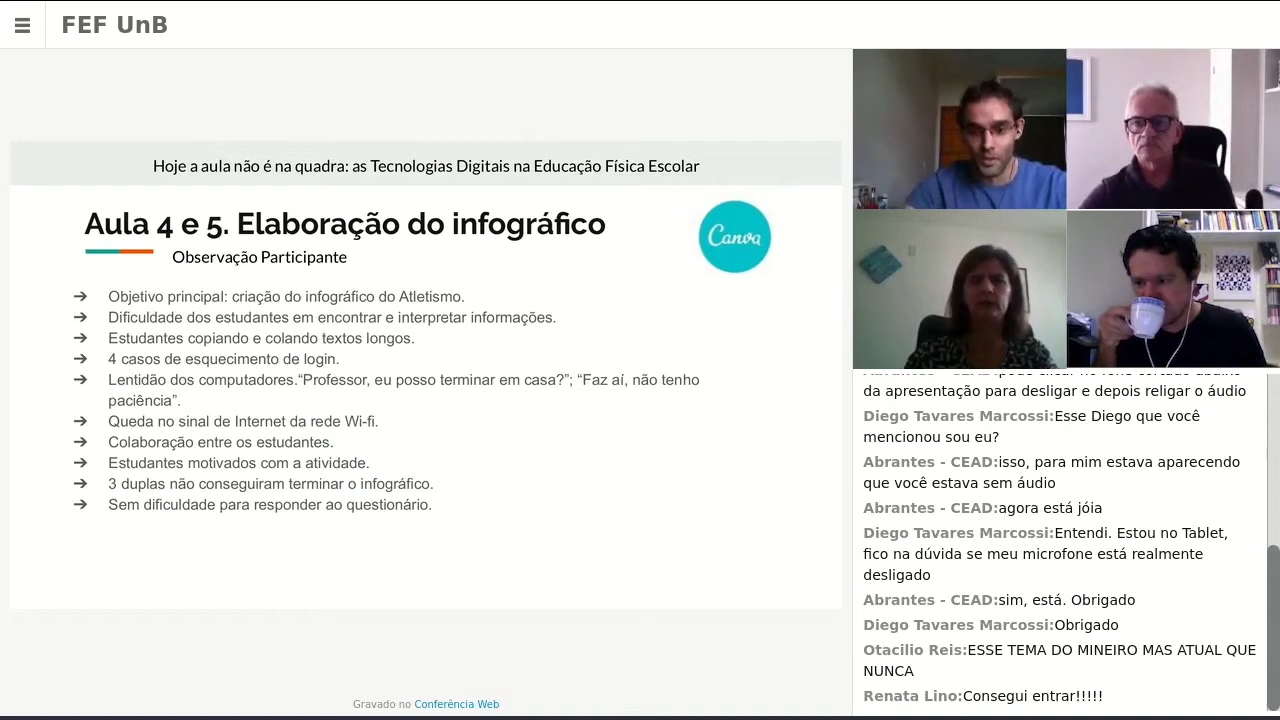 FEF UnB
Hoje a aula não é na quadra: as Tecnologias Digitais na Educação Física Escolar
Aula 4 e 5. Elaboração do infográfico
Canva
Observação Participante
➔ Objetivo principal: criação do infográfico do Atletismo.
➔ Dificuldade dos estudantes em encontrar e interpretar informações.
➔ Estudantes copiando e colando textos longos.
➔ 4 casos de esquecimento de login.
➔ Lentidão dos computadores.“Professor, eu posso terminar em casa?”; “Faz aí, não tenho
paciência”.
➔ Queda no sinal de Internet da rede Wi-fi.
➔ Colaboração entre os estudantes.
➔ Estudantes motivados com a atividade.
➔ 3 duplas não conseguiram terminar o infográfico.
➔ Sem dificuldade para responder ao questionário.
Gravado no Conferência Web
da apresentação para desligar e depois religar o áudio
Diego Tavares Marcossi:Esse Diego que você
mencionou sou eu?
Abrantes - CEAD:isso, para mim estava aparecendo
que você estava sem áudio
Abrantes - CEAD:agora está jóia
Diego Tavares Marcossi:Entendi. Estou no Tablet,
fico na dúvida se meu microfone está realmente
desligado
Abrantes - CEAD:sim, está. Obrigado
Diego Tavares Marcossi:Obrigado
Otacilio Reis:ESSE TEMA DO MINEIRO MAS ATUAL QUE
NUNCA
Renata Lino:Consegui entrar!!!!!